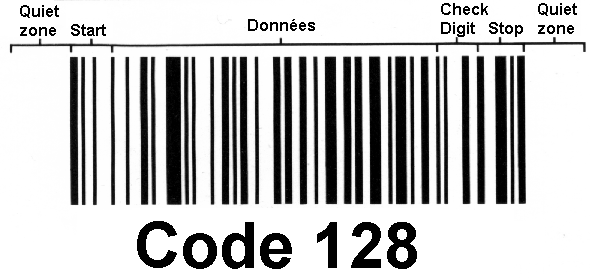 Quiet zone
Start
Données
Check Digit
Stop
Quiet zone
Code 128